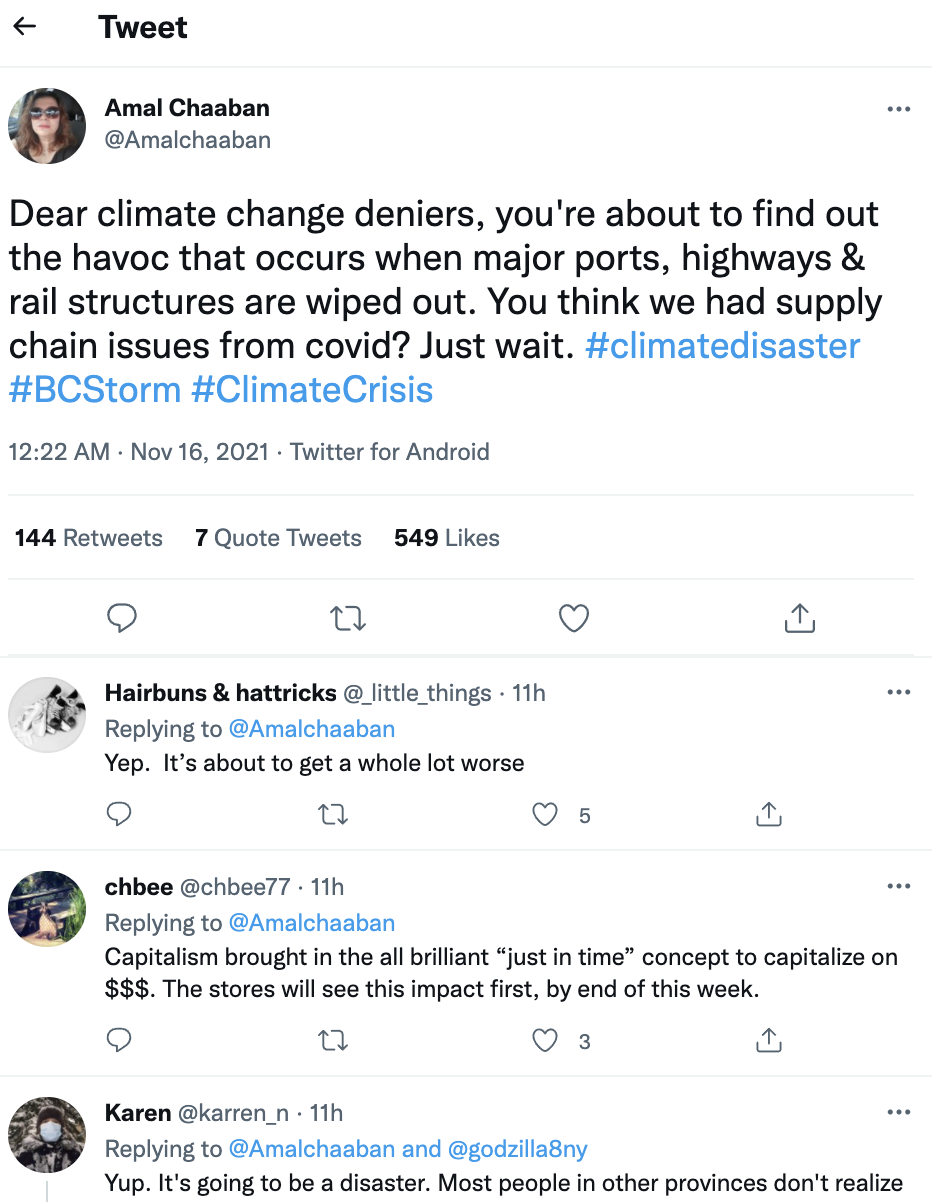 Tweet
Amal Chaaban
@Amalchaaban
Dear climate change deniers, you're about to find out
the havoc that occurs when major ports, highways &
rail structures are wiped out. You think we had supply
chain issues from covid? Just wait. #climatedisaster
#BCStorm #ClimateCrisis
12:22 AM · Nov 16, 2021 · Twitter for Android
144 Retweets 7 Quote Tweets 549 Likes
Hairbuns & hattricks @_little_things · 11h
Replying to @Amalchaaban
Yep.  It’s about to get a whole lot worse
5
chbee @chbee77 · 11h
Replying to @Amalchaaban
Capitalism brought in the all brilliant “just in time” concept to capitalize on
$$$. The stores will see this impact first, by end of this week.
3
Karen @karren_n · 11h
Replying to @Amalchaaban and @godzilla8ny
Yup. It's going to be a disaster. Most people in other provinces don't realize